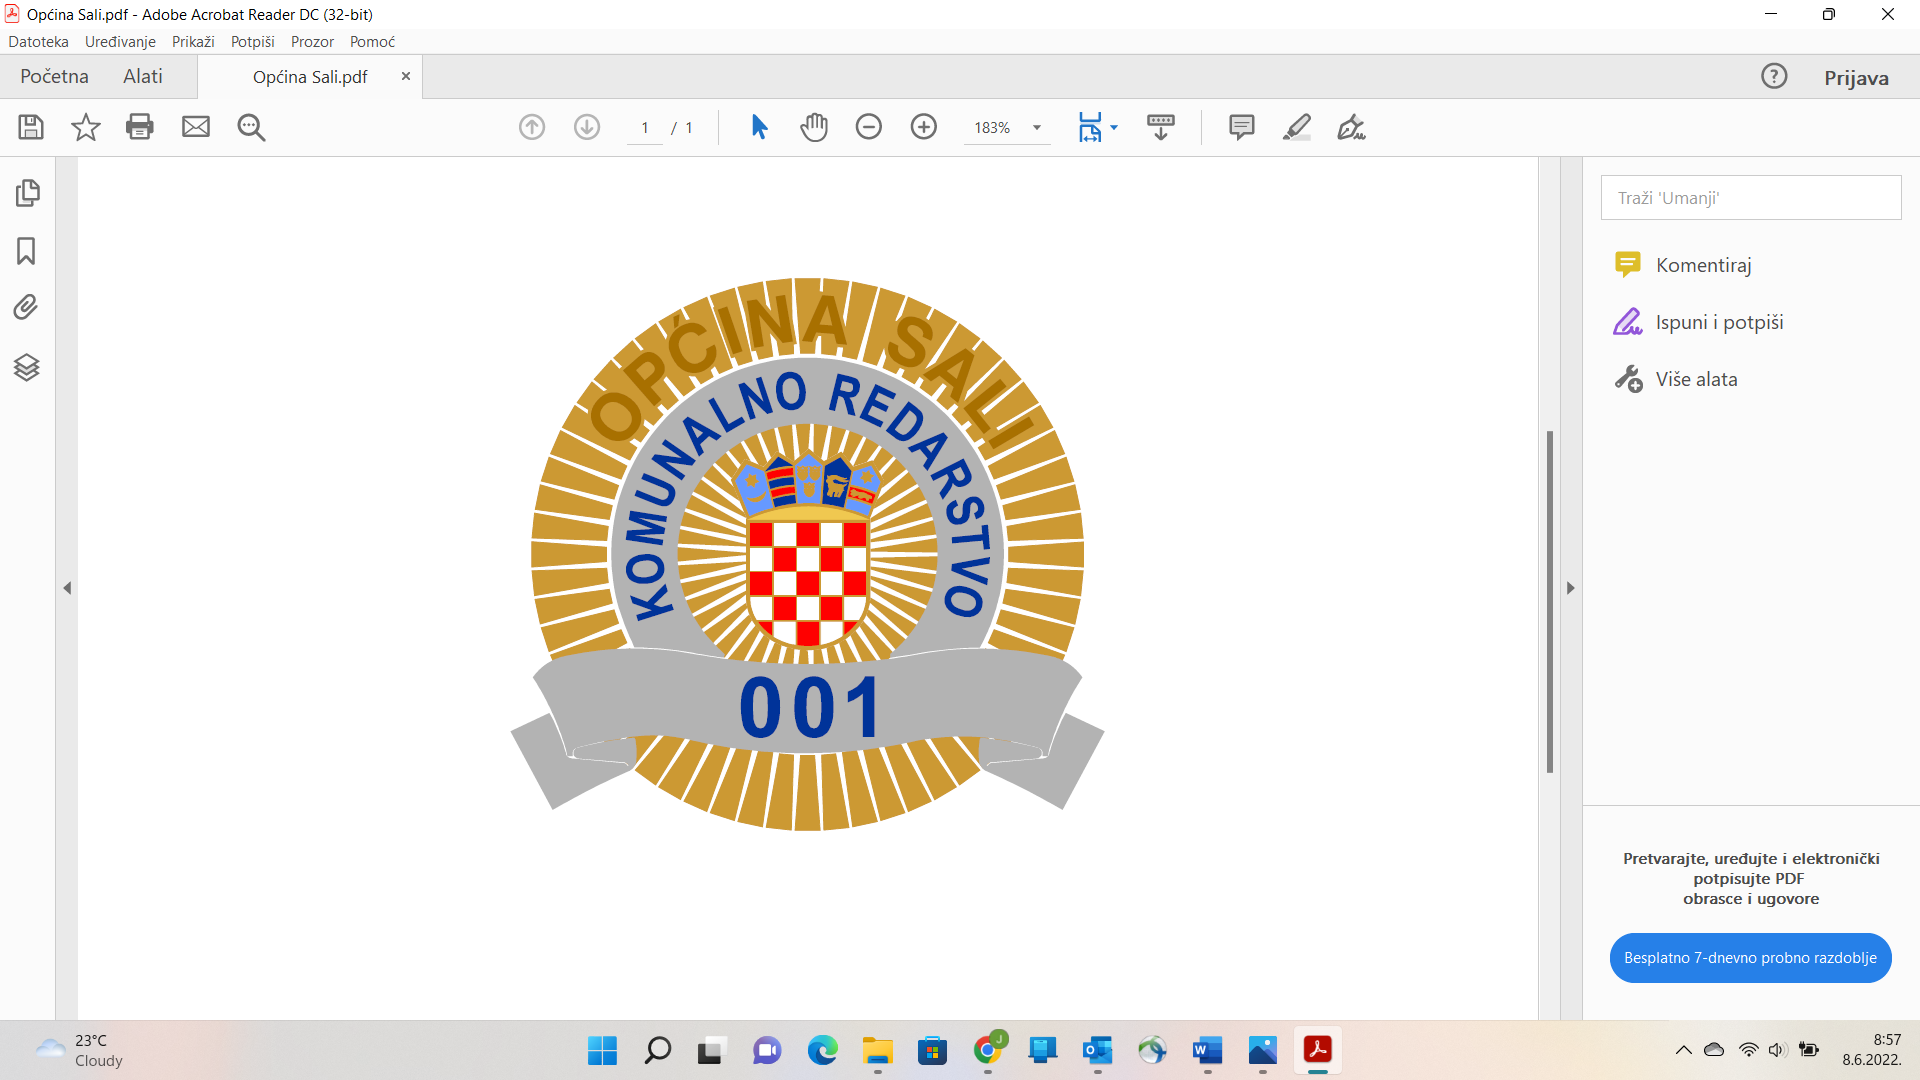 Općina Sali.pdf - Adobe Acrobat Reader DC (32-bit)
Datoteka Uređivanje Prikaži Potpiši Prozor Pomoć
Početna Alati Općina Sali.pdf × ? Prijava
1 / 1 183%
Traži 'Umanji'
Komentiraj
Ispuni i potpiši
Više alata
OPĆINA SALI
KOMUNALNO REDARSTVO
001
Pretvarajte, uređujte i elektronički
potpisujte PDF
obrasce i ugovore
Besplatno 7-dnevno probno razdoblje
23°C
Cloudy
J
W
8:57
8.6.2022.